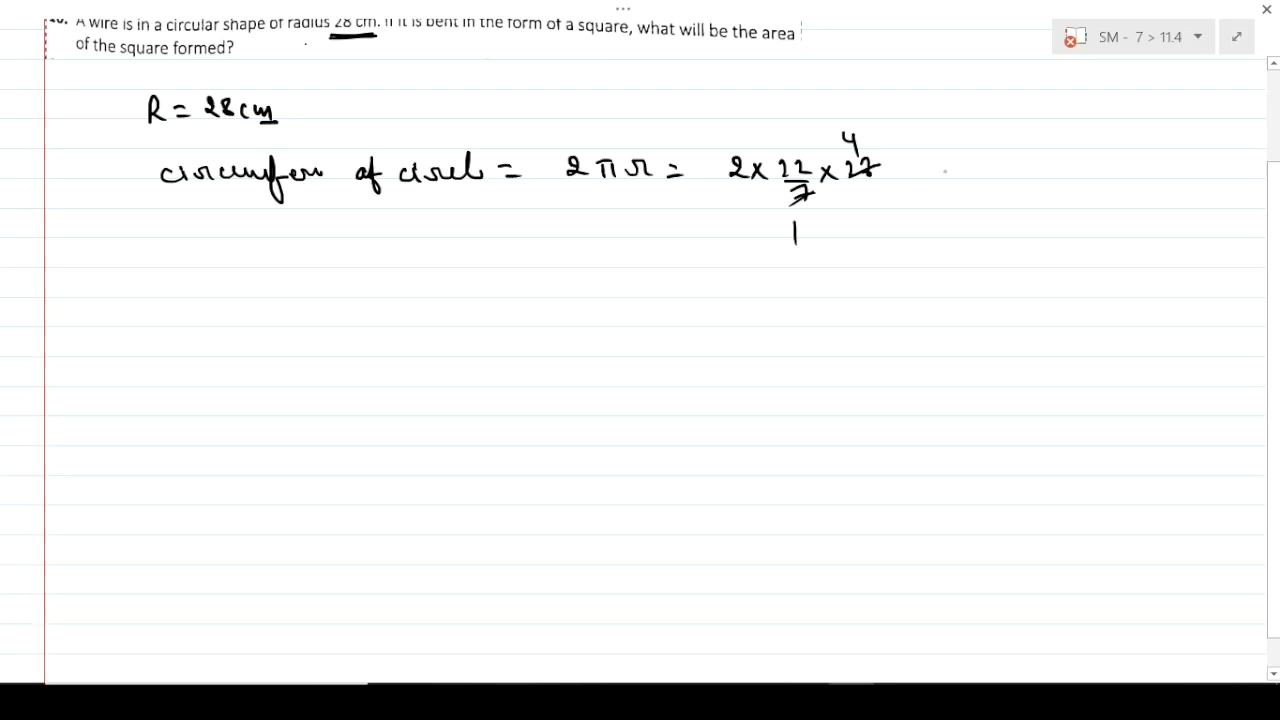 A wire is in a circular shape of radius 28 cm. If it is bent in the form of a square, what will be the area
of the square formed?
SM - 7 > 11.4
R = 28cm
4
circumferen of circle = 2πr = 2 × 22/7 × 28
1